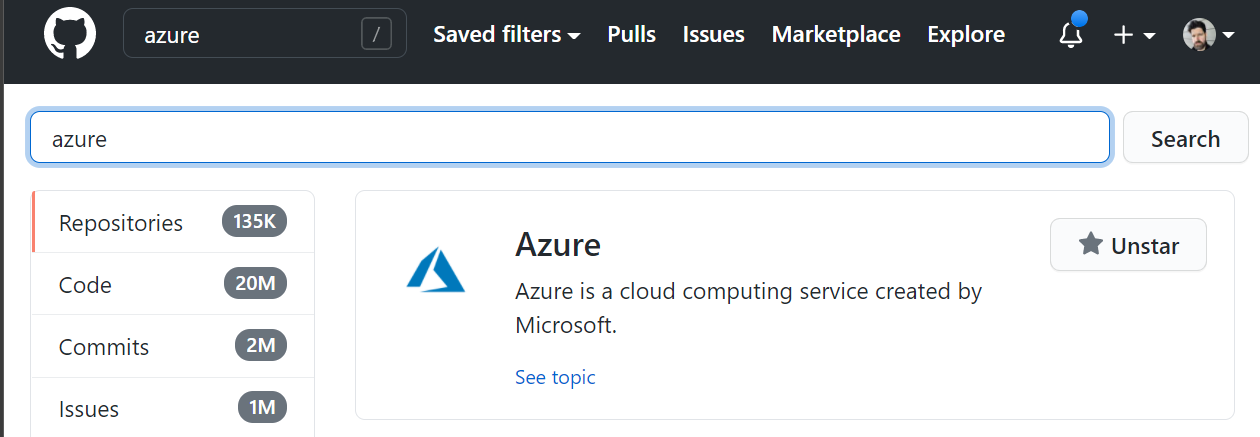 azure /
Saved filters Pulls Issues Marketplace Explore
azure
Search
Repositories 135K
Code 20M
Commits 2M
Issues 1M
Azure
Unstar
Azure is a cloud computing service created by
Microsoft.
See topic